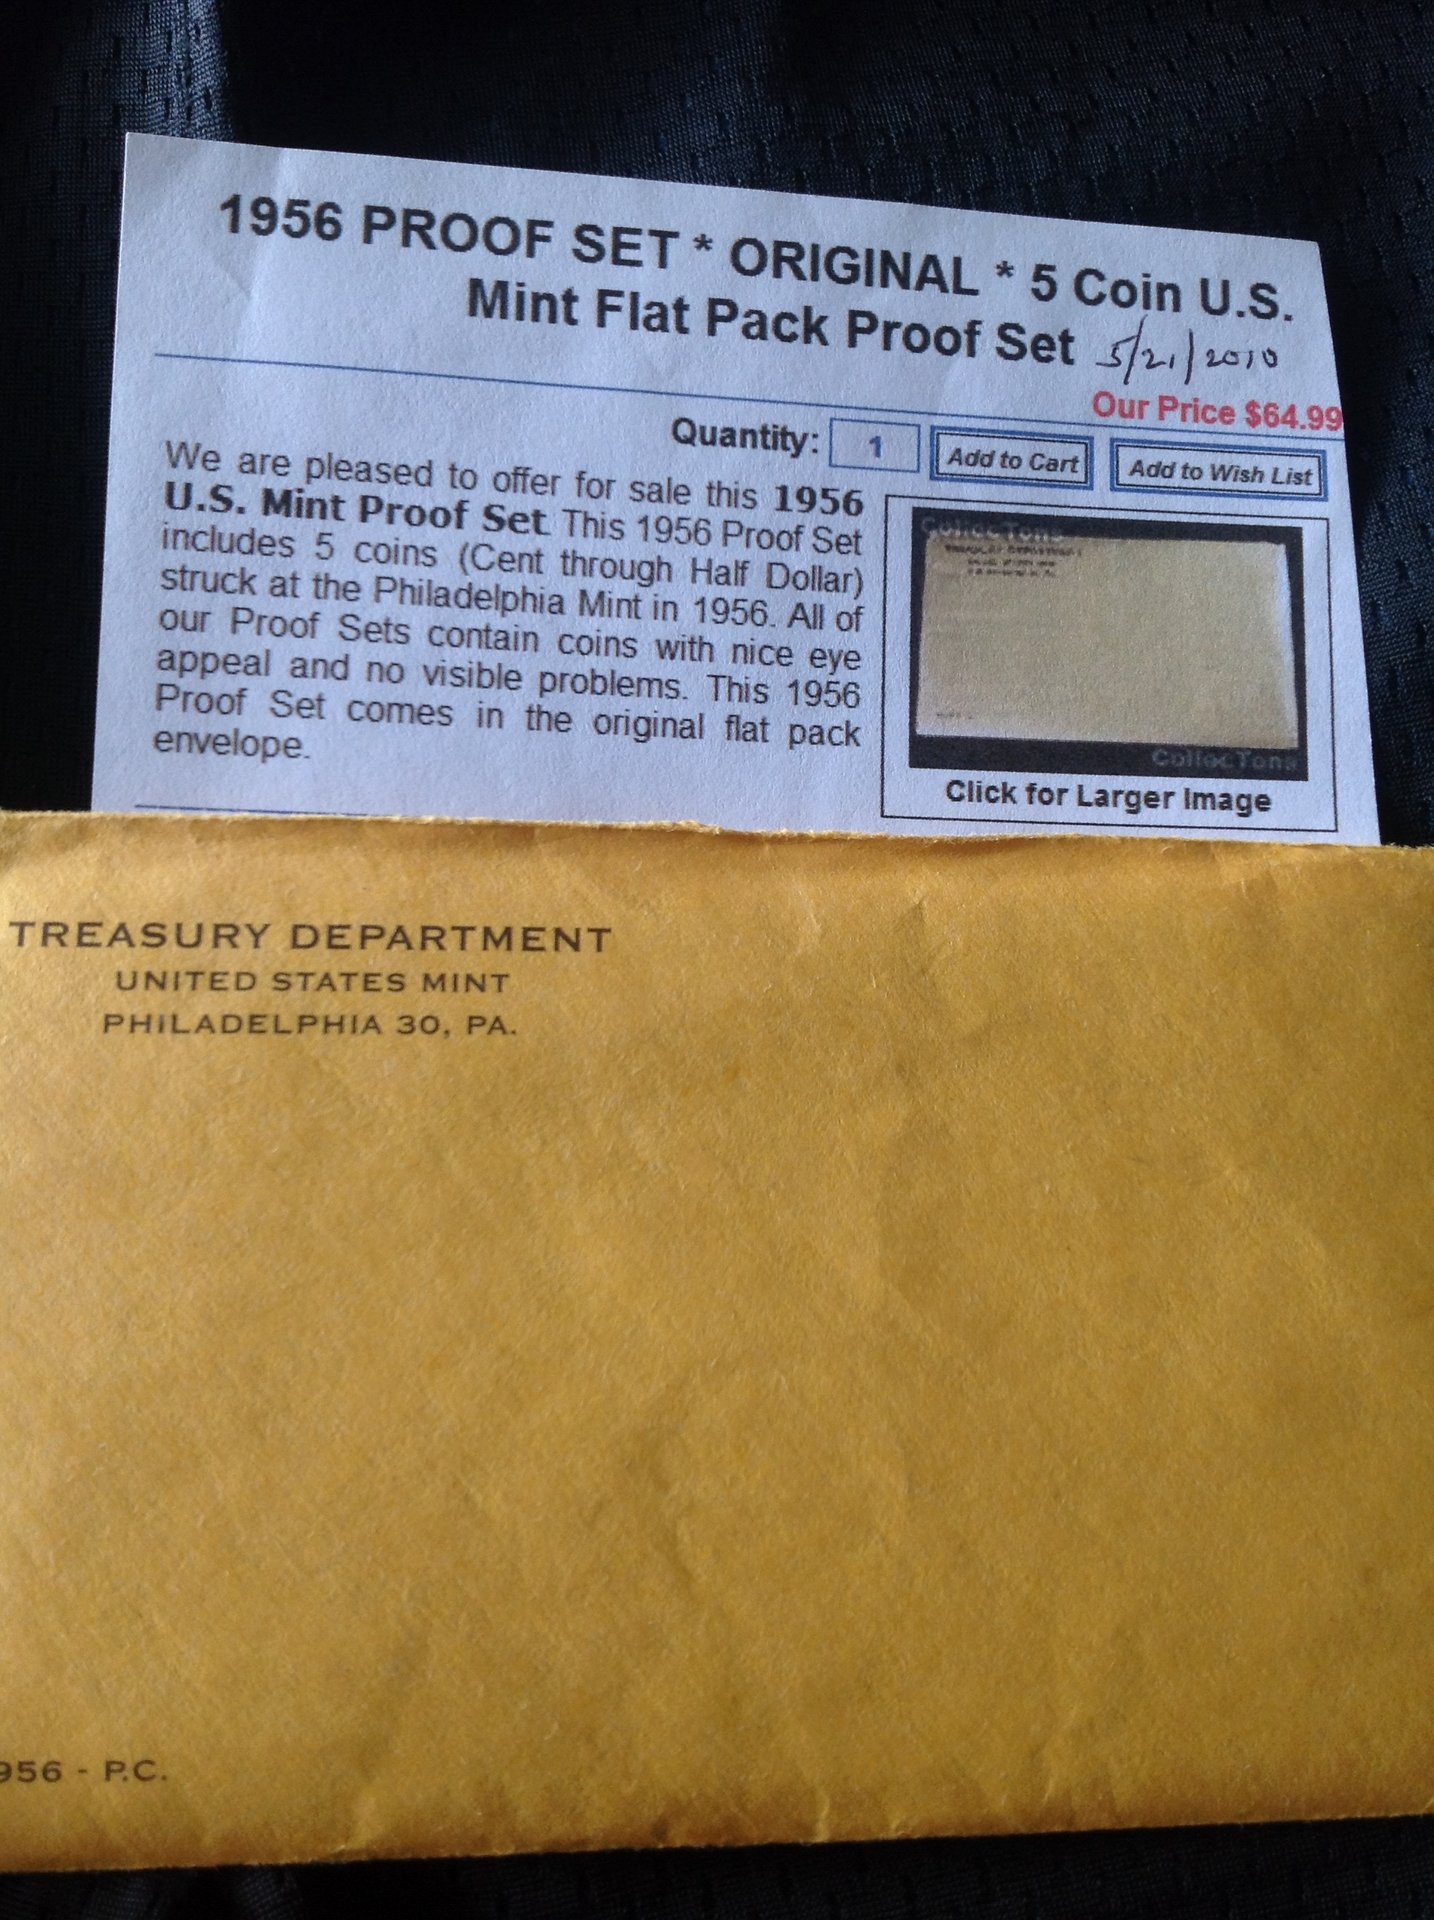 1956 PROOF SET * ORIGINAL * 5 Coin U.S.
Mint Flat Pack Proof Set 5/21/2010
Our Price $64.99
Quantity: 1 Add to Cart Add to Wish List
We are pleased to offer for sale this 1956
U.S. Mint Proof Set This 1956 Proof Set
includes 5 coins (Cent through Half Dollar)
struck at the Philadelphia Mint in 1956. All of
our Proof Sets contain coins with nice eye
appeal and no visible problems. This 1956
Proof Set comes in the original flat pack
envelope.
CollecTons
CollecTons
Click for Larger Image
TREASURY DEPARTMENT
UNITED STATES MINT
PHILADELPHIA 30, PA.
956 - P.C.